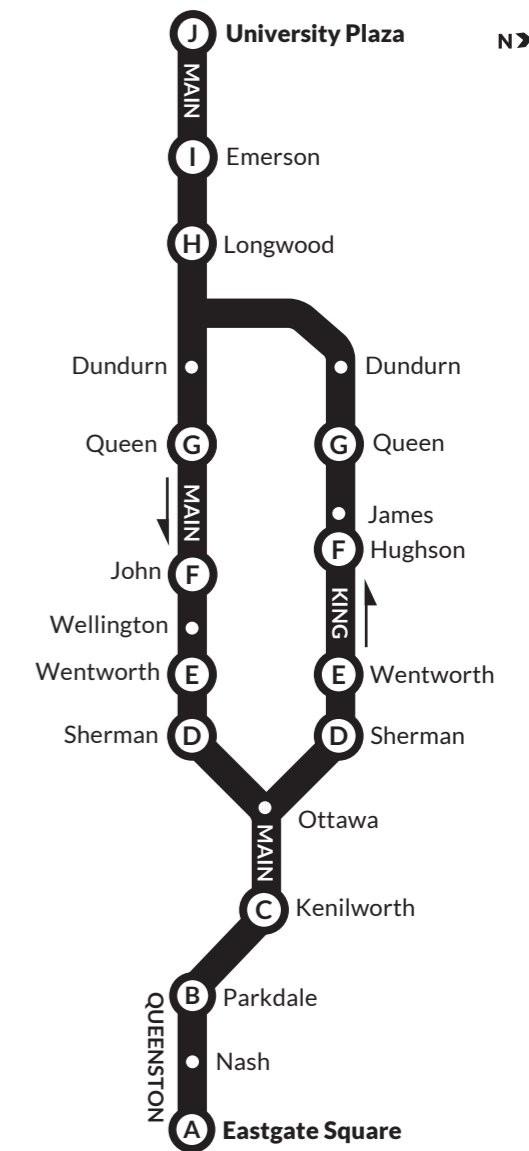 J University Plaza
N
MAIN
I Emerson
H Longwood
Dundurn
Dundurn
Queen G
G Queen
MAIN
James
John F
F Hughson
KING
Wellington
Wentworth E
E Wentworth
Sherman D
D Sherman
Ottawa
MAIN
C Kenilworth
B Parkdale
QUEENSTON
Nash
A Eastgate Square